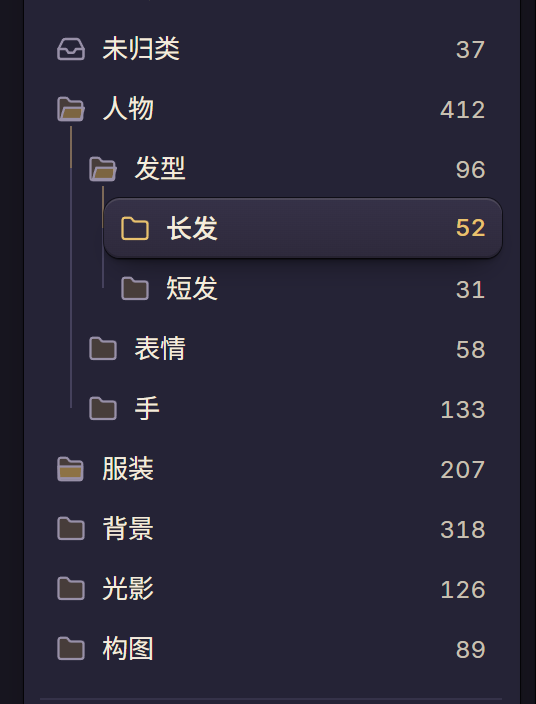 未归类 37
人物 412
发型 96
长发 52
短发 31
表情 58
手 133
服装 207
背景 318
光影 126
构图 89